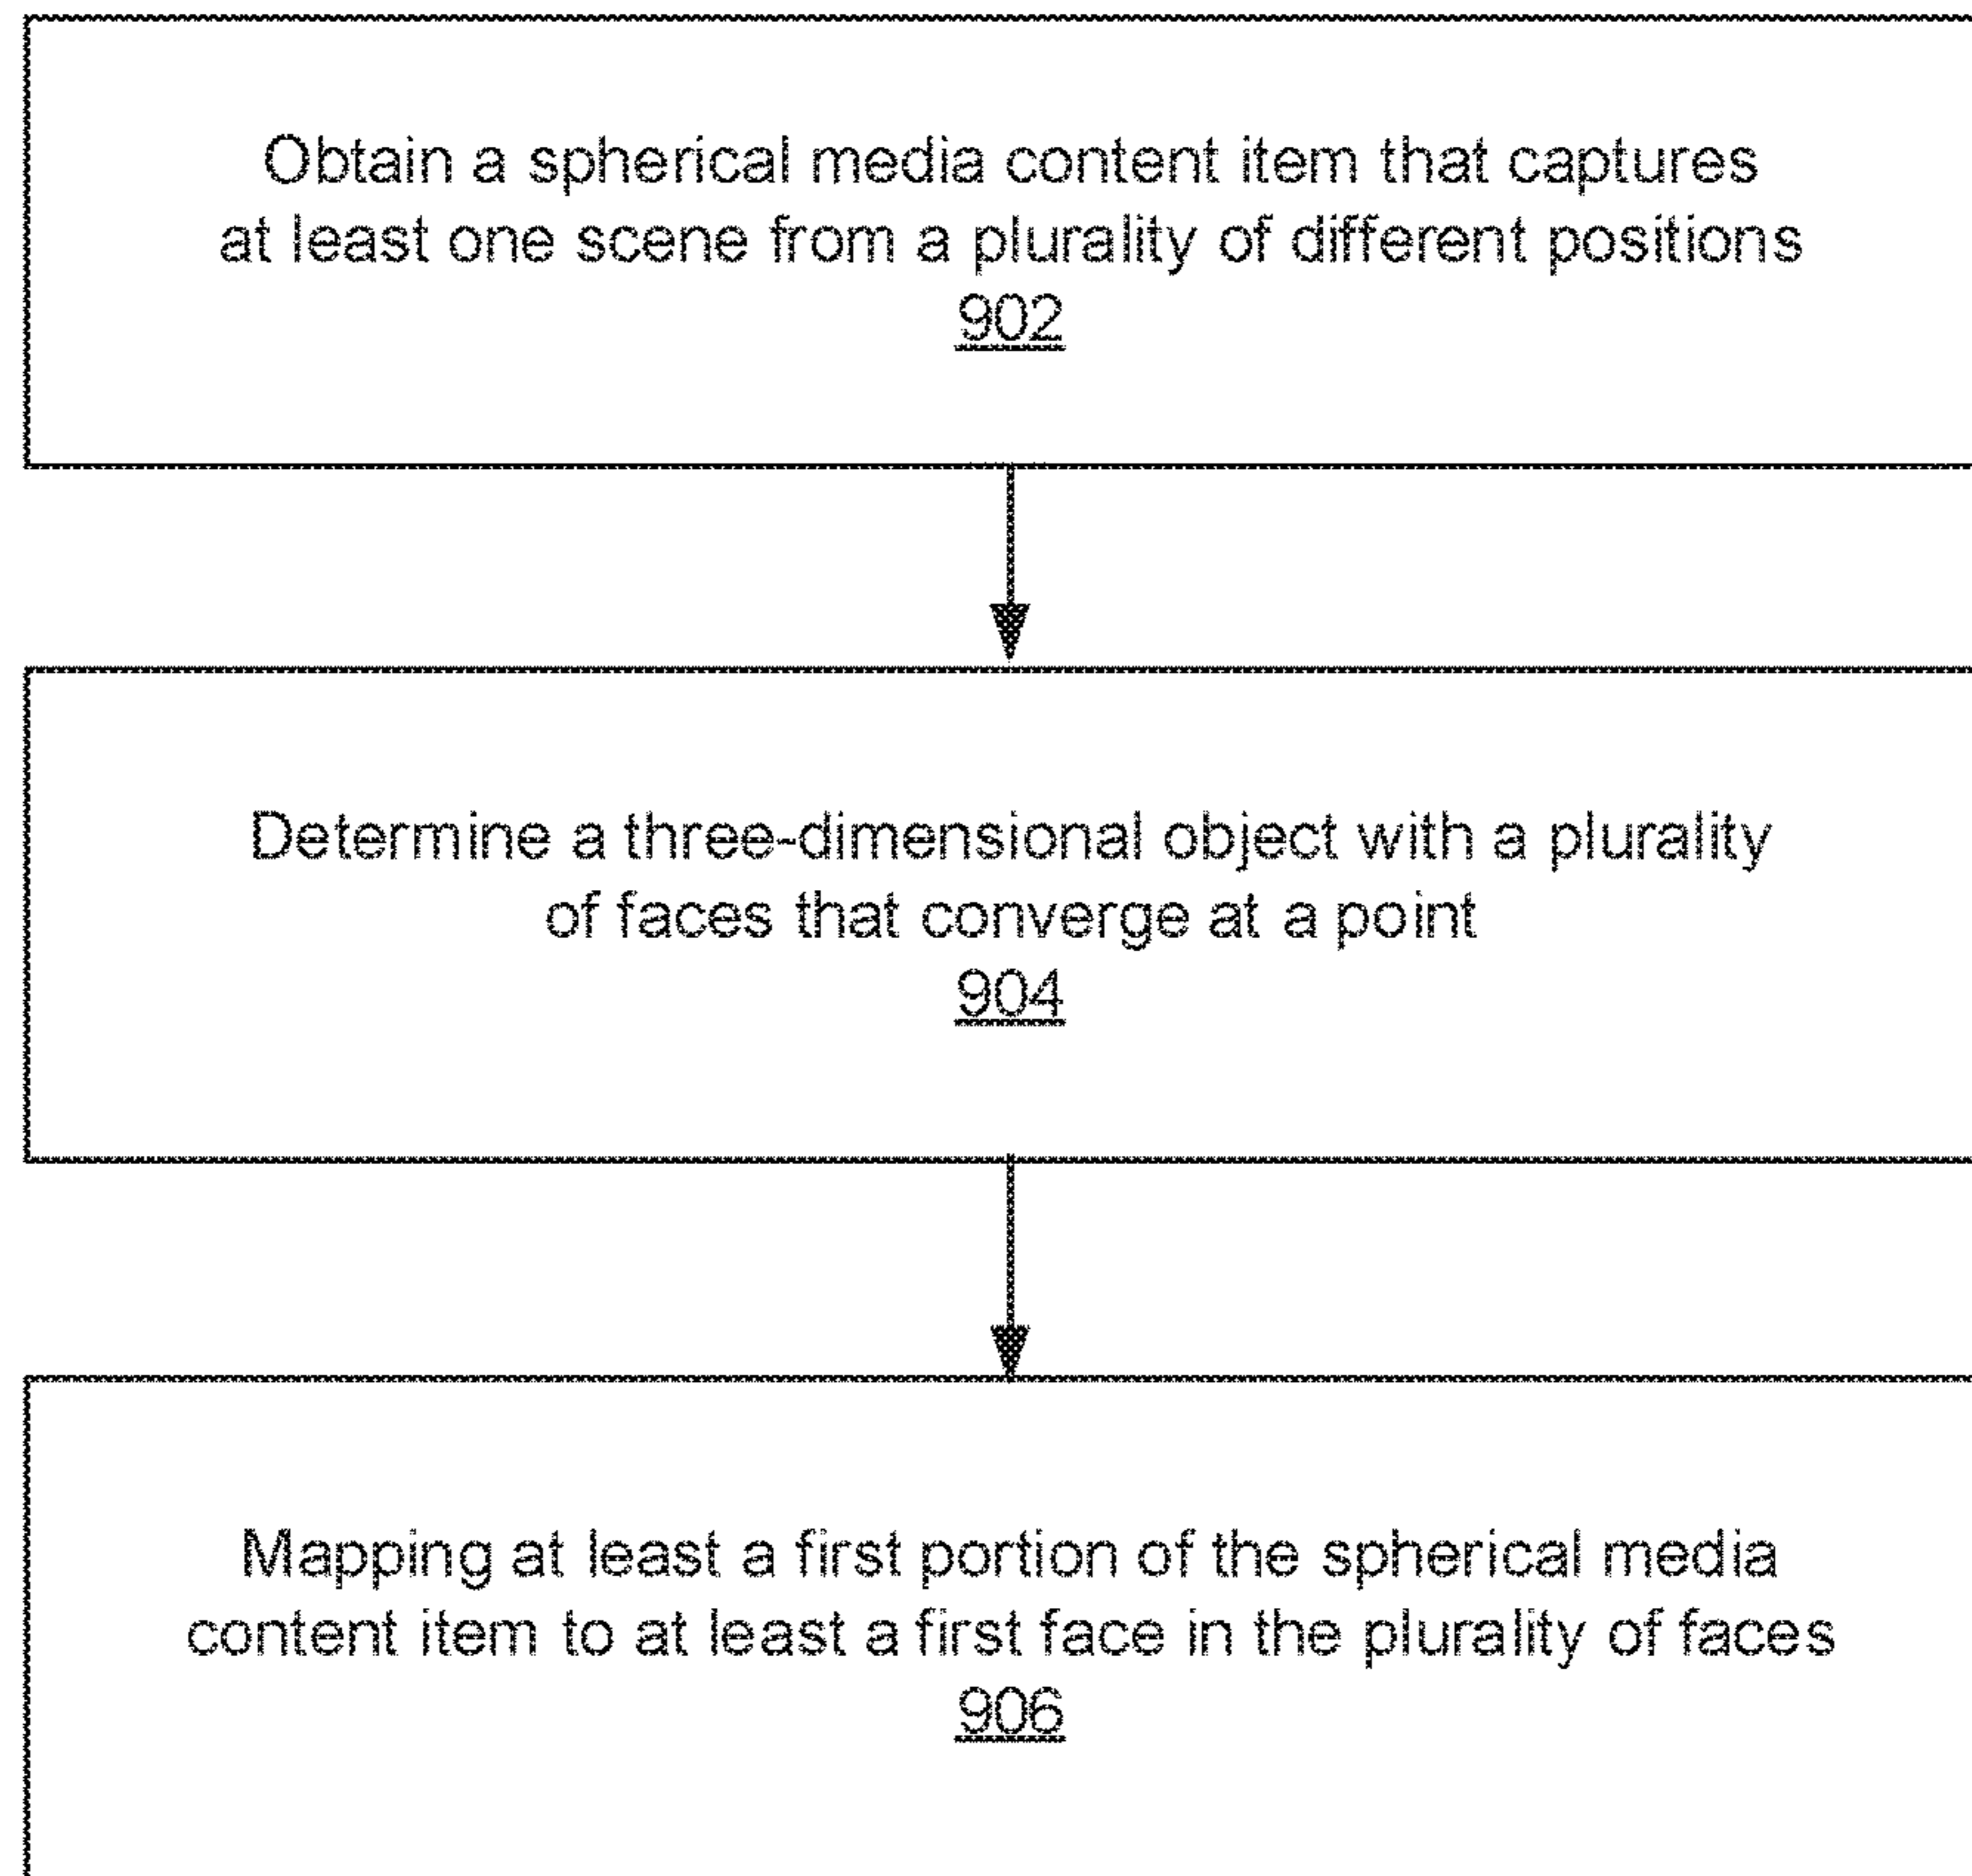 Obtain a spherical media content item that captures
at least one scene from a plurality of different positions
902
Determine a three-dimensional object with a plurality
of faces that converge at a point
904
Mapping at least a first portion of the spherical media
content item to at least a first face in the plurality of faces
906